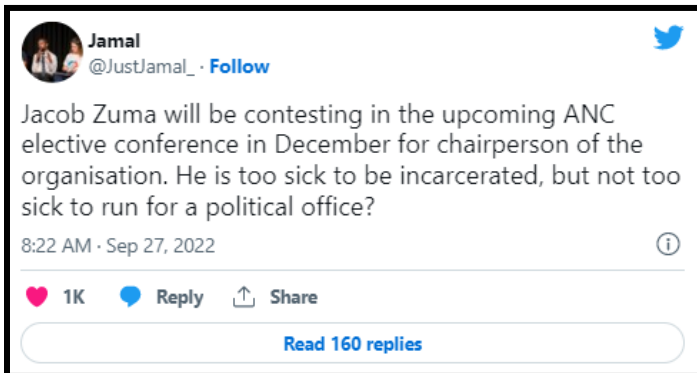 Jamal
@JustJamal_ · Follow
Jacob Zuma will be contesting in the upcoming ANC
elective conference in December for chairperson of the
organisation. He is too sick to be incarcerated, but not too
sick to run for a political office?
8:22 AM · Sep 27, 2022
1K Reply Share
Read 160 replies